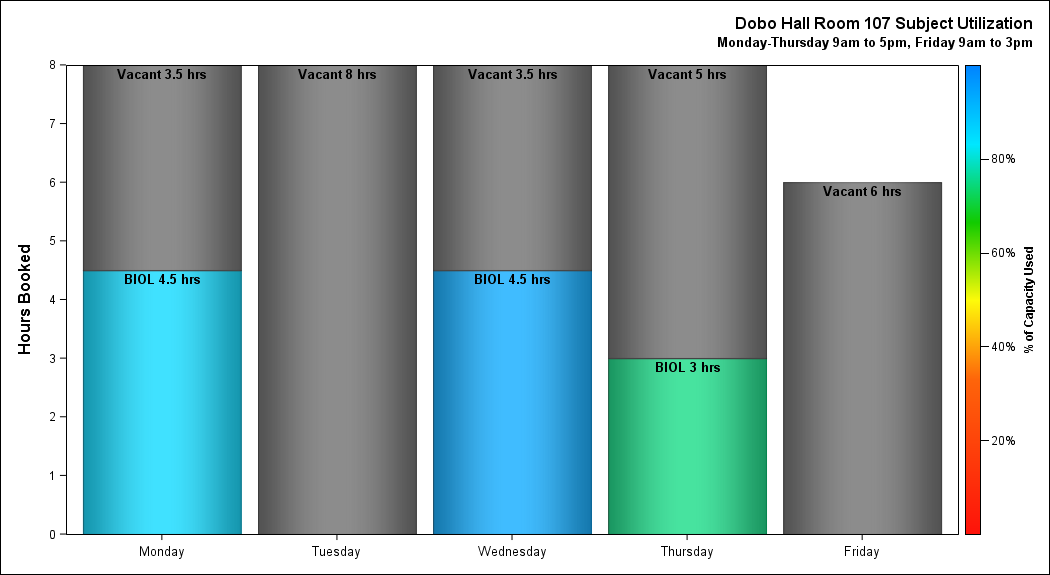 Dobo Hall Room 107 Subject Utilization
Monday-Thursday 9am to 5pm, Friday 9am to 3pm
Hours Booked
8
7
6
5
4
3
2
1
0
Vacant 3.5 hrs
BIOL 4.5 hrs
Vacant 8 hrs
Vacant 3.5 hrs
BIOL 4.5 hrs
Vacant 5 hrs
BIOL 3 hrs
Vacant 6 hrs
Monday
Tuesday
Wednesday
Thursday
Friday
80%
60%
40%
20%
% of Capacity Used